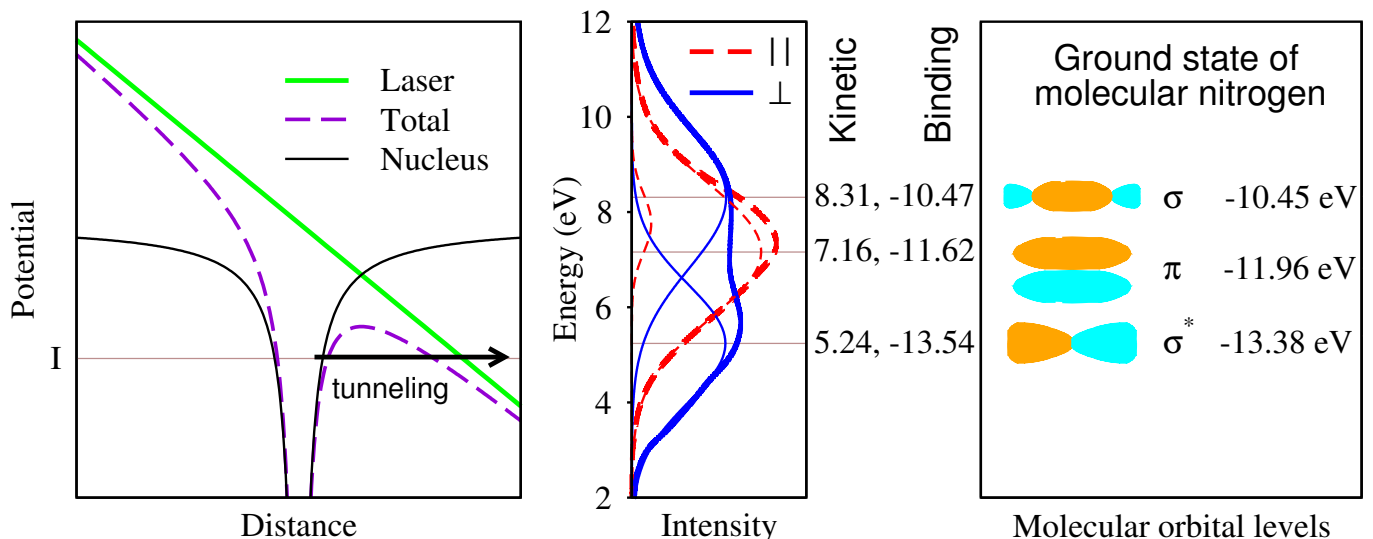 Laser
Total
Nucleus
Potential
I
tunneling
Distance
12
10
8
6
4
2
Energy (eV)
||
⊥
Intensity
Kinetic
Binding
8.31, -10.47
7.16, -11.62
5.24, -13.54
Ground state of
molecular nitrogen
σ -10.45 eV
π -11.96 eV
σ* -13.38 eV
Molecular orbital levels